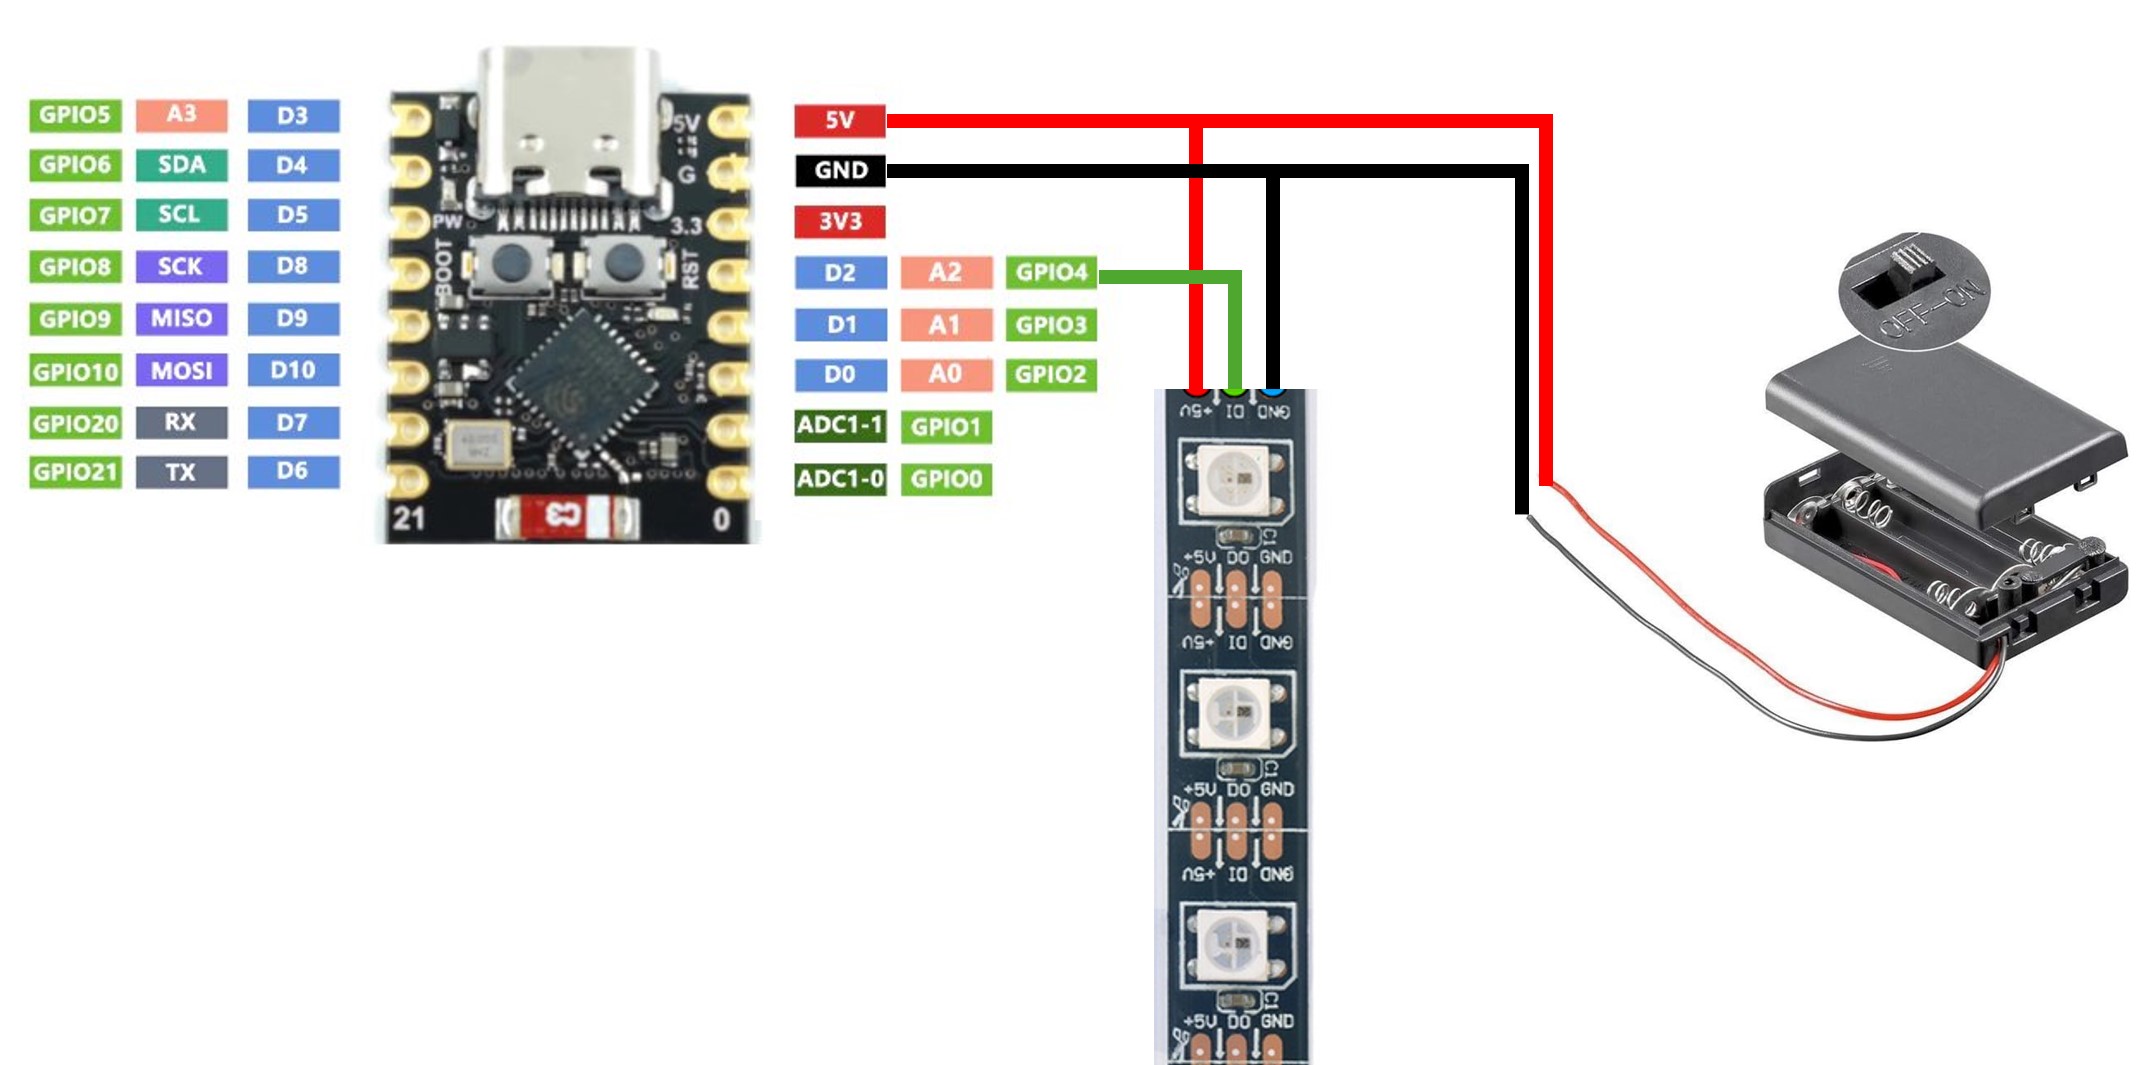 GPIO5 A3 D3
GPIO6 SDA D4
GPIO7 SCL D5
GPIO8 SCK D8
GPIO9 MISO D9
GPIO10 MOSI D10
GPIO20 RX D7
GPIO21 TX D6
5V
G
PW
3.3
BOOT
RST
C3
21
0
5V
GND
3V3
D2 A2 GPIO4
D1 A1 GPIO3
D0 A0 GPIO2
ADC1-1 GPIO1
ADC1-0 GPIO0
+5V DI GND
C1
+5V DO GND
+5V DI GND
C1
+5V DO GND
+5V DI GND
C1
+5V DO GND
OFF-ON